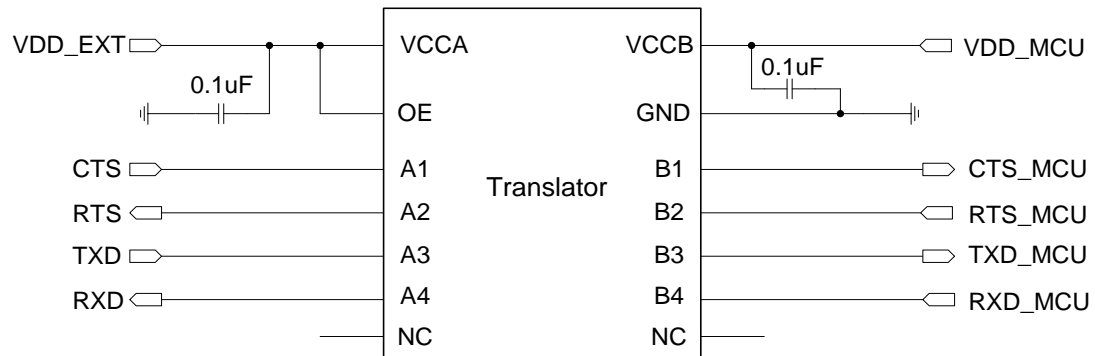 VDD_EXT VCCA VCCB VDD_MCU
0.1uF 0.1uF
OE GND
CTS A1 B1 CTS_MCU
Translator
RTS A2 B2 RTS_MCU
TXD A3 B3 TXD_MCU
RXD A4 B4 RXD_MCU
NC NC